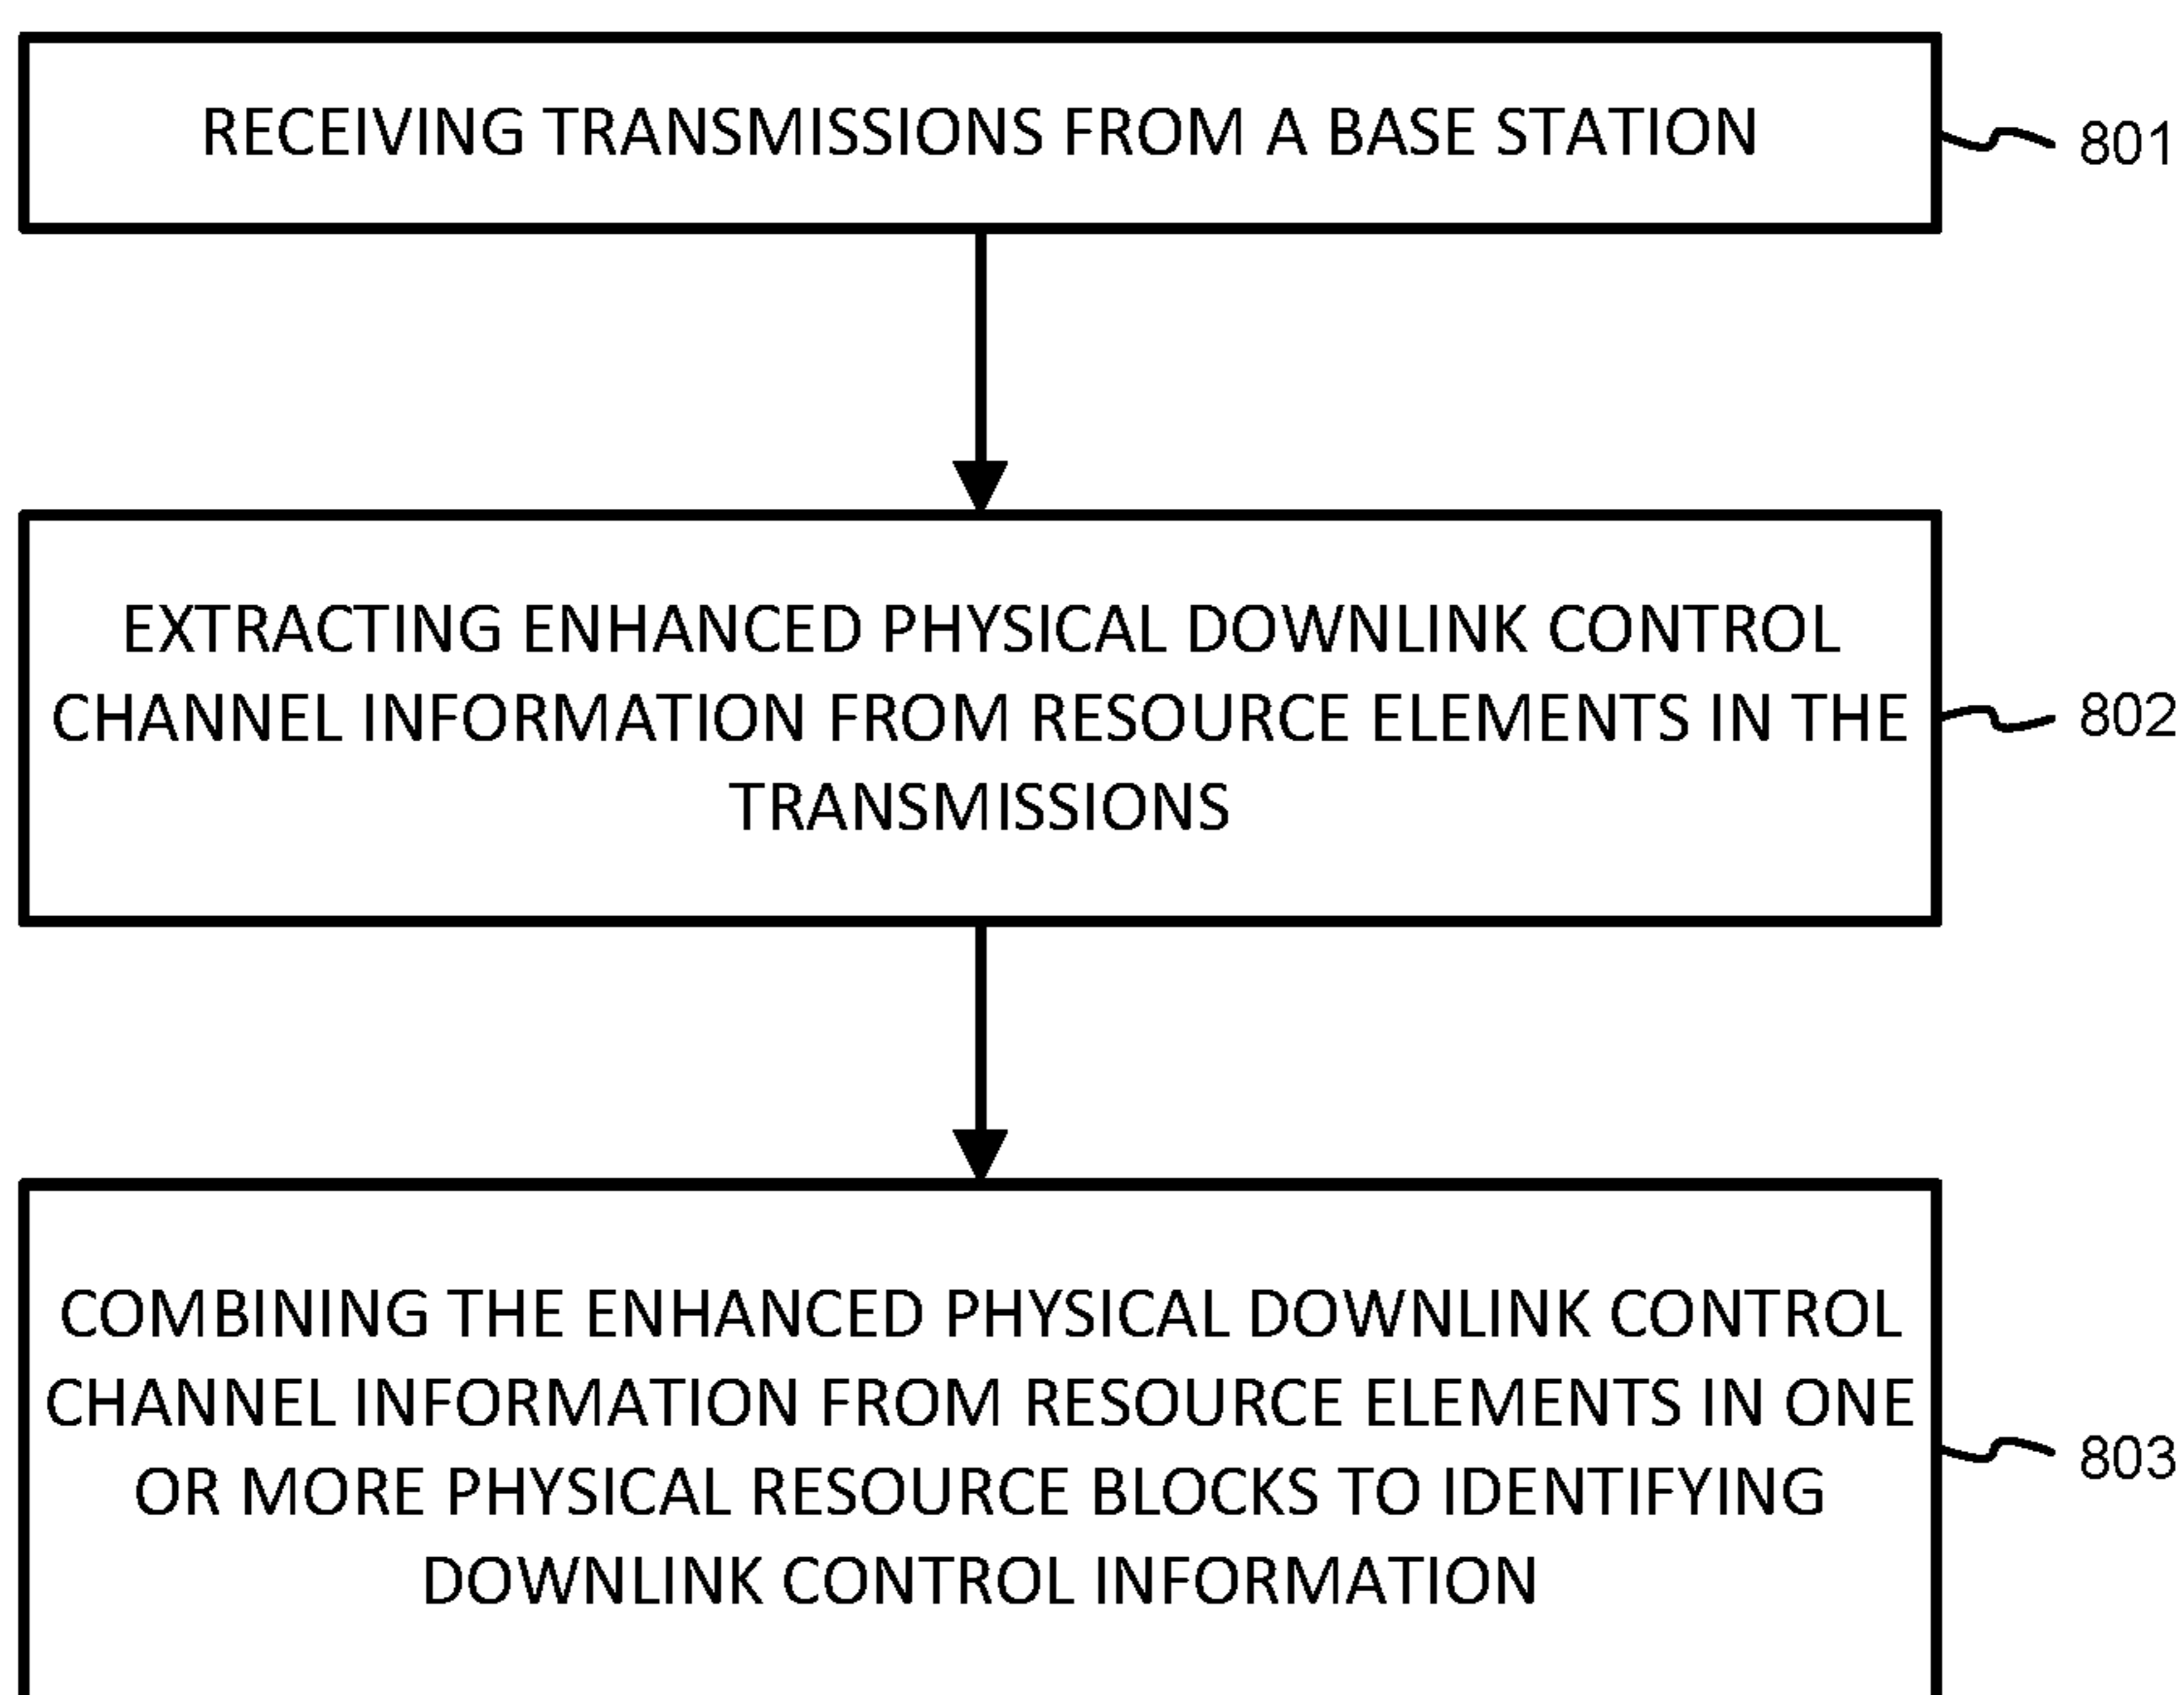 RECEIVING TRANSMISSIONS FROM A BASE STATION
801
EXTRACTING ENHANCED PHYSICAL DOWNLINK CONTROL
CHANNEL INFORMATION FROM RESOURCE ELEMENTS IN THE
TRANSMISSIONS
802
COMBINING THE ENHANCED PHYSICAL DOWNLINK CONTROL
CHANNEL INFORMATION FROM RESOURCE ELEMENTS IN ONE
OR MORE PHYSICAL RESOURCE BLOCKS TO IDENTIFYING
DOWNLINK CONTROL INFORMATION
803